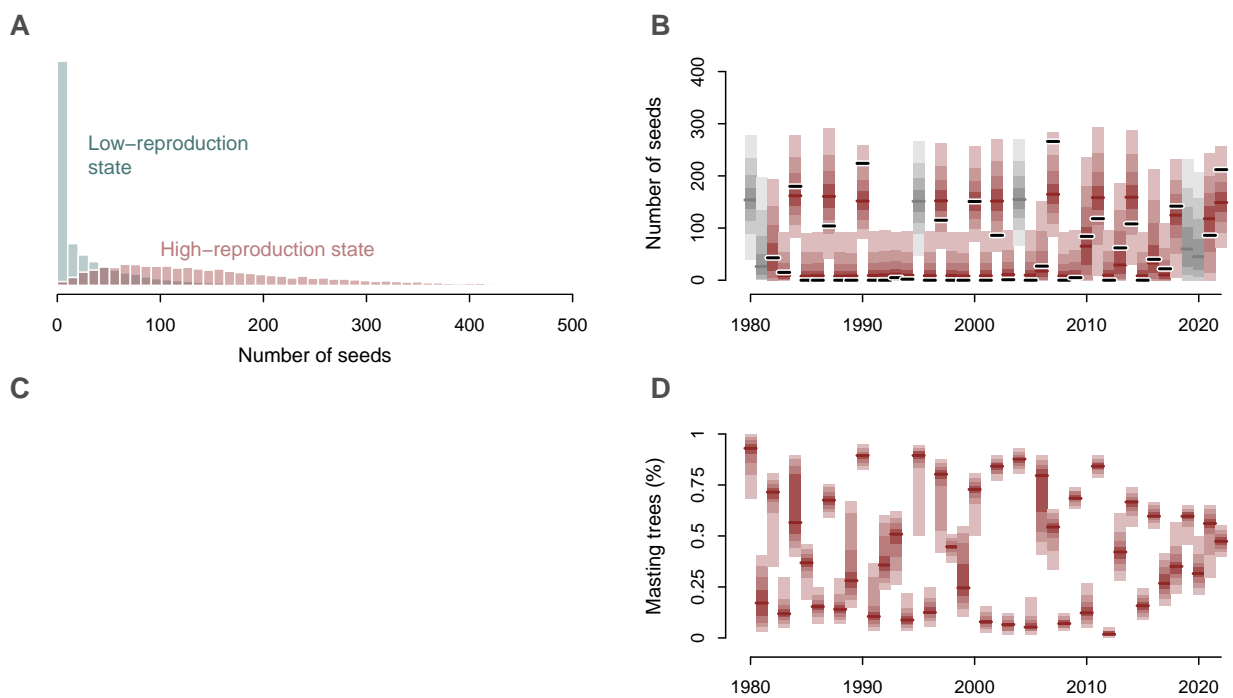 A
Low−reproduction
state
High−reproduction state
0 100 200 300 400 500
Number of seeds
B
Number of seeds
400
300
200
100
0
1980 1990 2000 2010 2020
C
D
Masting trees (%)
1
0.75
0.5
0.25
0
1980 1990 2000 2010 2020